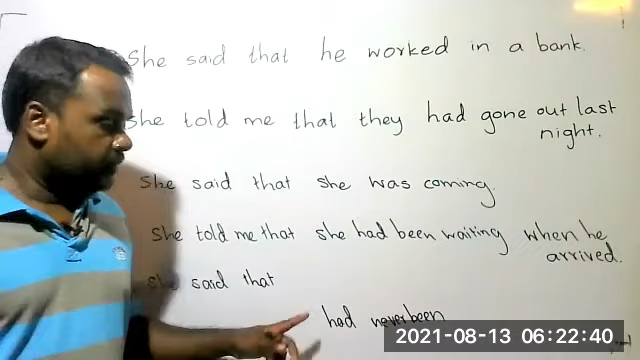 She said that he worked in a bank.
She told me that they had gone out last
night.
She said that she was coming.
She told me that she had been waiting when he
arrived.
She said that
had never been
2021-08-13 06:22:40